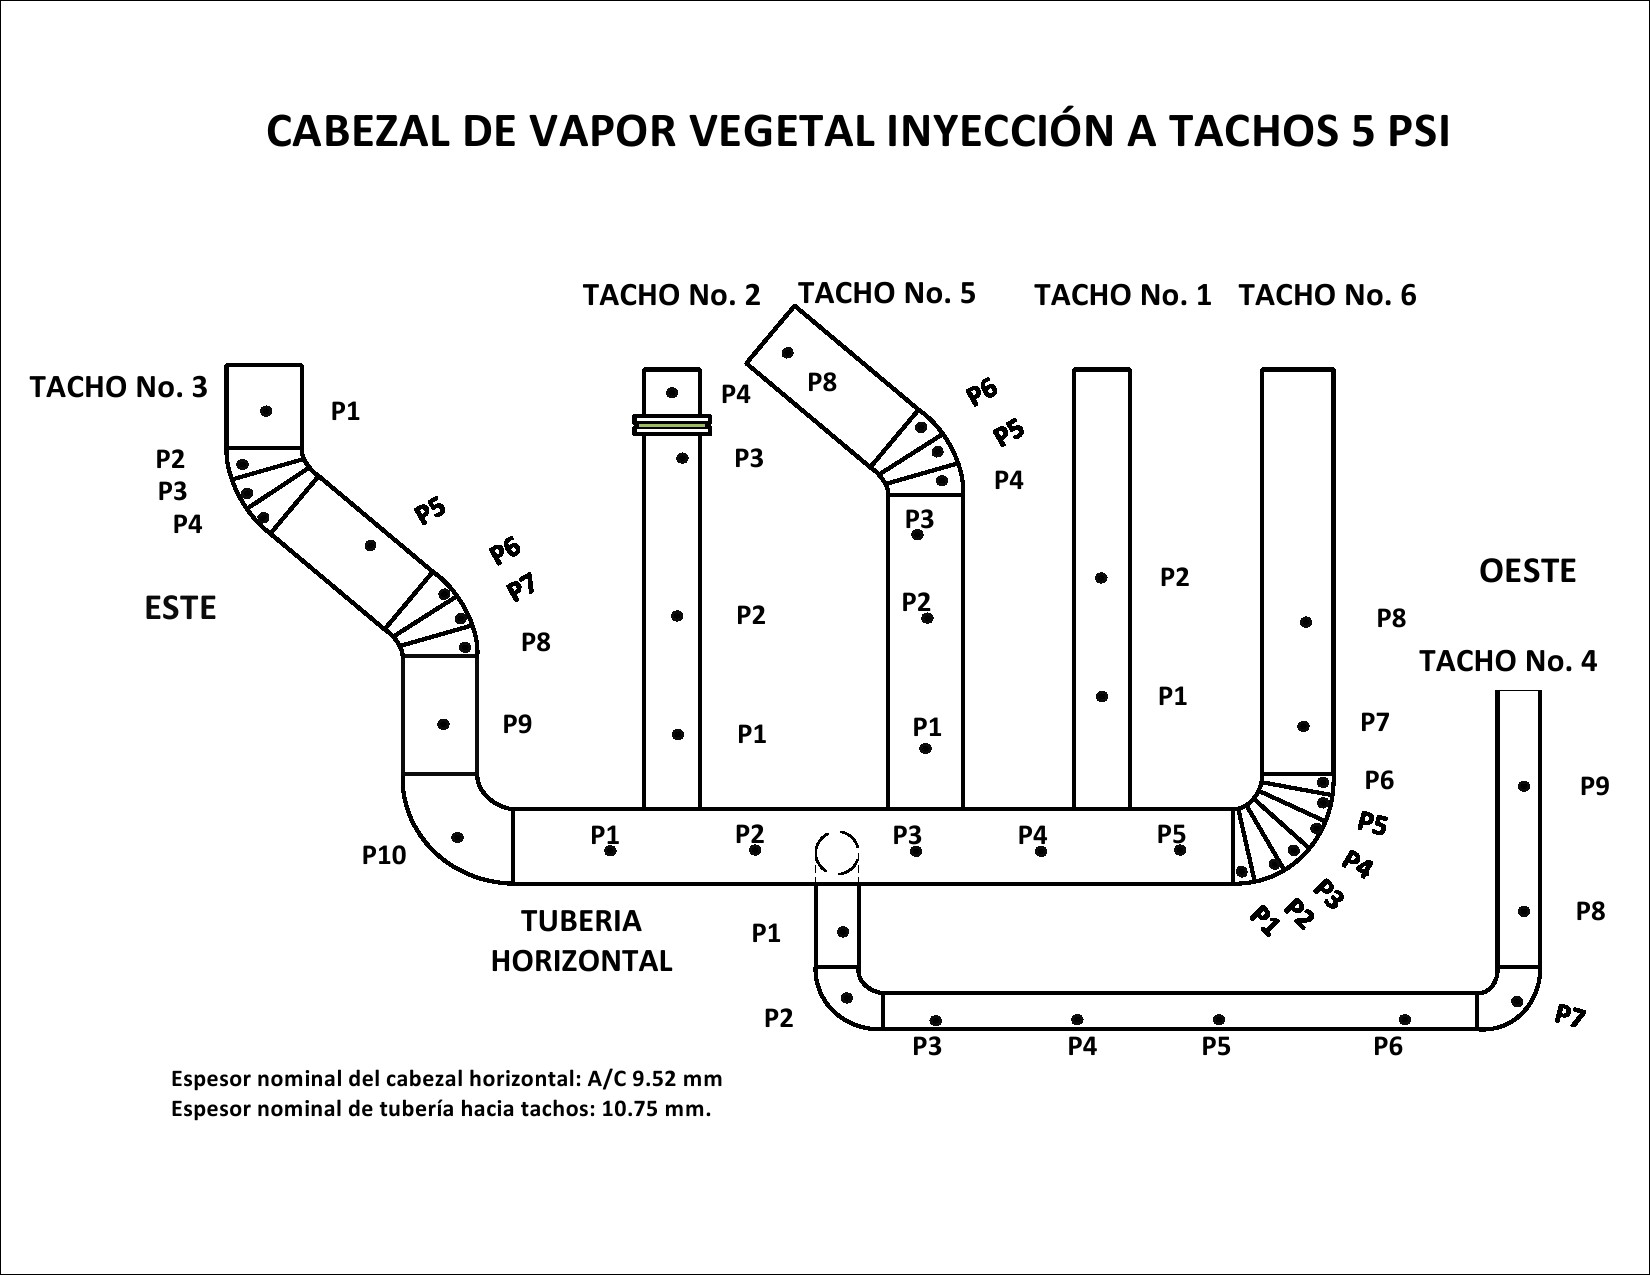 CABEZAL DE VAPOR VEGETAL INYECCIÓN A TACHOS 5 PSI
TACHO No. 2
TACHO No. 5
TACHO No. 1
TACHO No. 6
TACHO No. 3
P1
P2
P3
P4
P5
P6
P7
P8
P9
P10
ESTE
P4
P3
P2
P1
P8
P6
P5
P4
P3
P2
P1
P2
P1
OESTE
P8
P7
P6
P5
P4
P3
P2
P1
TACHO No. 4
P9
P8
P7
P1
P2
P3
P4
P5
TUBERIA
HORIZONTAL
P1
P2
P3
P4
P5
P6
Espesor nominal del cabezal horizontal: A/C 9.52 mm
Espesor nominal de tubería hacia tachos: 10.75 mm.